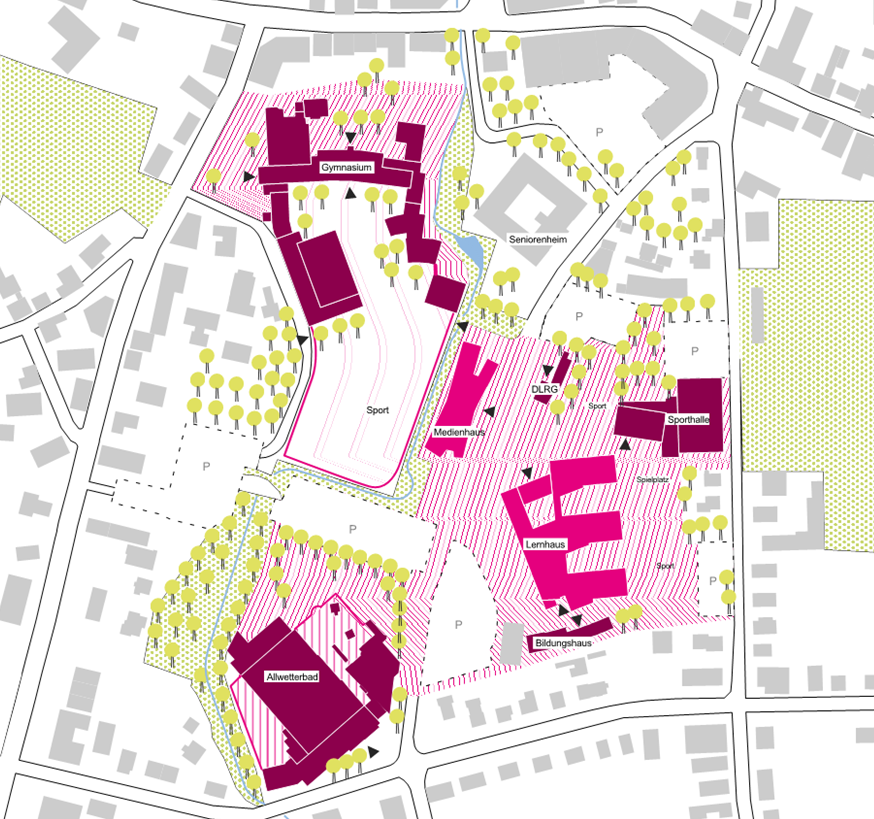 P
Gymnasium
Seniorenheim
P
P
DLRG
Sport
Sport
Sporthalle
Medienhaus
P
Spielplatz
P
Lernhaus
Sport
P
P
Bildungshaus
Allwetterbad